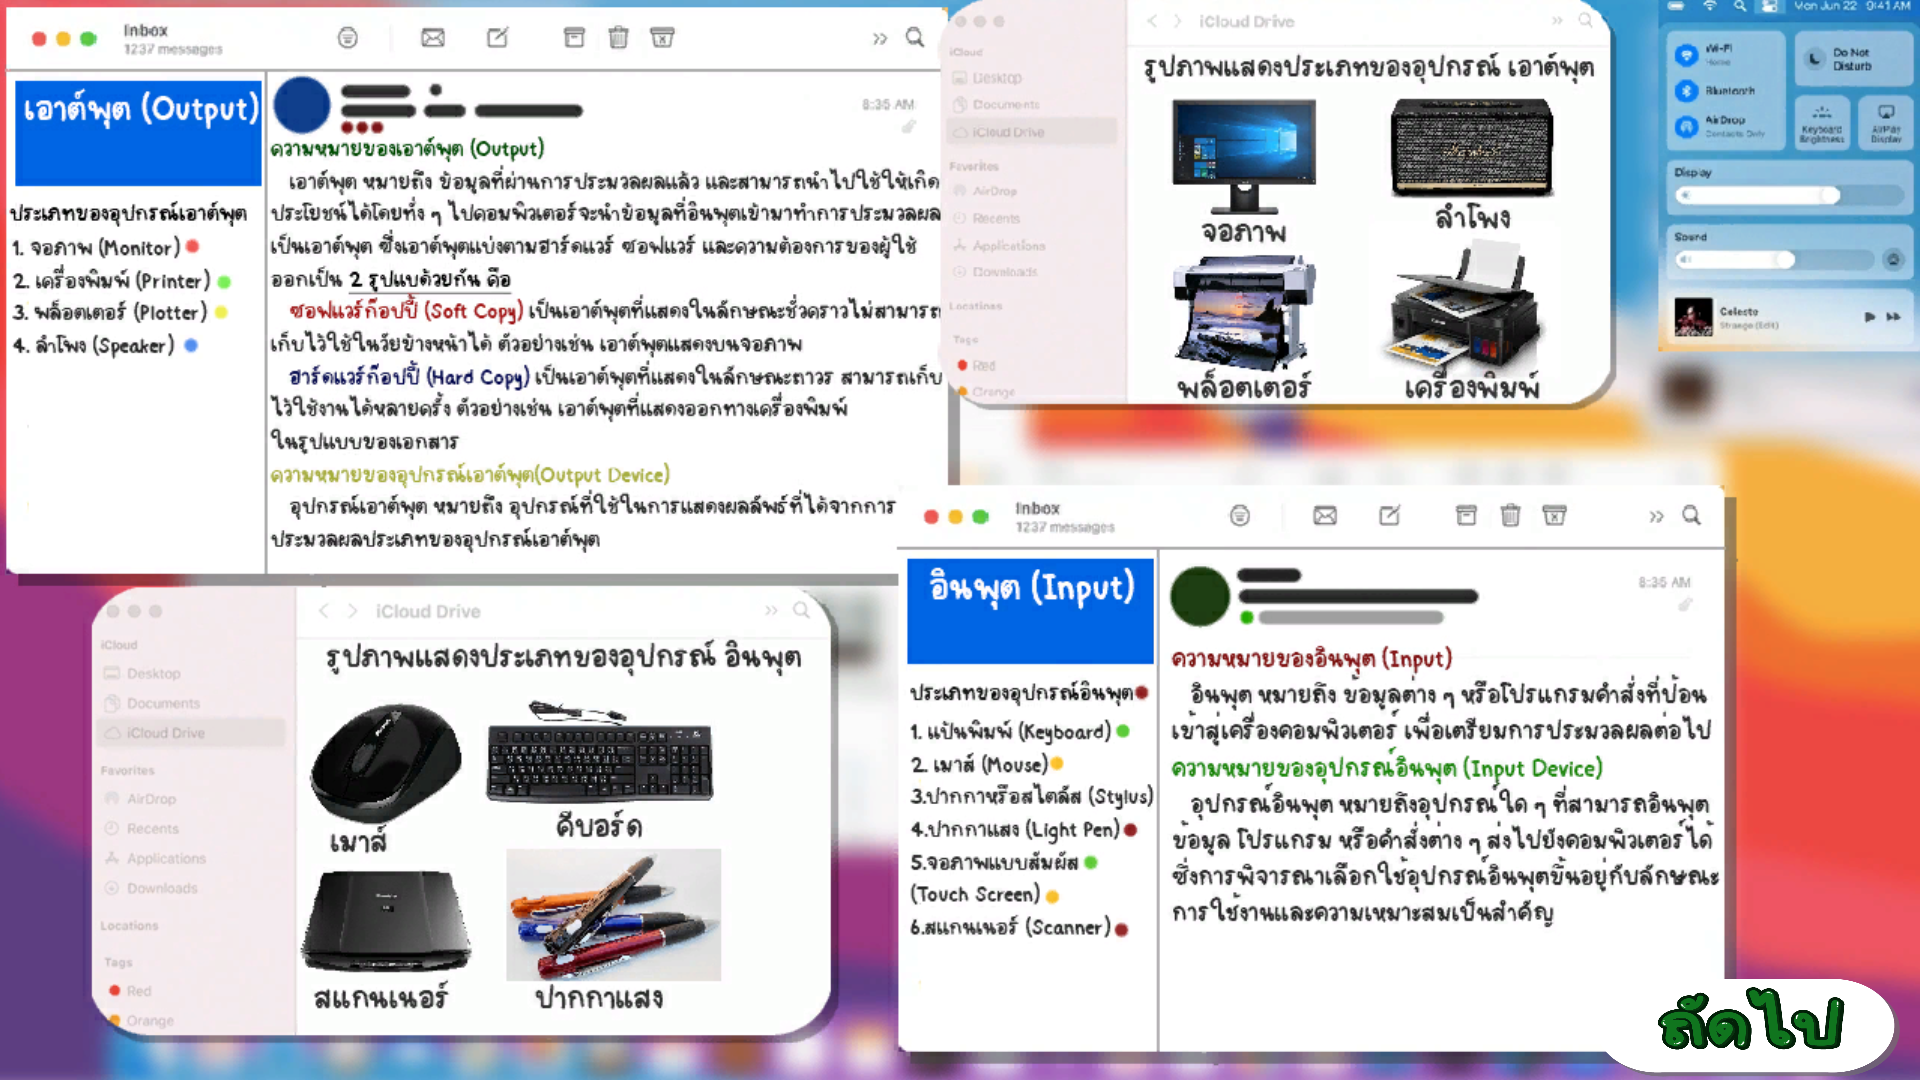 Inbox
1237 messages
เอาต์พุต (Output)
ประเภทของอุปกรณ์เอาต์พุต
1. จอภาพ (Monitor)
2. เครื่องพิมพ์ (Printer)
3. พล็อตเตอร์ (Plotter)
4. ลำโพง (Speaker)
8:35 AM
ความหมายของเอาต์พุต (Output)
เอาต์พุต หมายถึง ข้อมูลที่ผ่านการประมวลผลแล้ว และสามารถนำไปใช้ให้เกิด
ประโยชน์ได้โดยทั่ง ๆ ไปคอมพิวเตอร์จะนำข้อมูลที่อินพุตเข้ามาทำการประมวลผล
เป็นเอาต์พุต ซึ่งเอาต์พุตแบ่งตามฮาร์ดแวร์ ซอฟแวร์ และความต้องการของผู้ใช้
ออกเป็น 2 รูปแบบด้วยกัน คือ
ซอฟแวร์ก๊อปปี้ (Soft Copy) เป็นเอาต์พุตที่แสดงในลักษณะชั่วคราวไม่สามารถ
เก็บไว้ใช้ในวัยข้างหน้าได้ ตัวอย่างเช่น เอาต์พุตแสดงบนจอภาพ
ฮาร์ดแวร์ก๊อปปี้ (Hard Copy) เป็นเอาต์พุตที่แสดงในลักษณะถาวร สามารถเก็บ
ไว้ใช้งานได้หลายครั้ง ตัวอย่างเช่น เอาต์พุตที่แสดงออกทางเครื่องพิมพ์
ในรูปแบบของเอกสาร
ความหมายของอุปกรณ์เอาต์พุต(Output Device)
อุปกรณ์เอาต์พุต หมายถึง อุปกรณ์ที่ใช้ในการแสดงผลลัพธ์ที่ได้จากการ
ประมวลผลประเภทของอุปกรณ์เอาต์พุต
iCloud Drive
iCloud
Desktop
Documents
iCloud Drive
Favorites
AirDrop
Recents
Applications
Downloads
Locations
Tags
Red
Orange
รูปภาพแสดงประเภทของอุปกรณ์ เอาต์พุต
จอภาพ
ลำโพง
พล็อตเตอร์
เครื่องพิมพ์
Mon Jun 22 9:41 AM
Wi-Fi
Home
Bluetooth
AirDrop
Contacts Only
Do Not
Disturb
Keyboard
Brightness
AirPlay
Display
Display
Sound
Celeste
Strange (Edit)
iCloud Drive
iCloud
Desktop
Documents
iCloud Drive
Favorites
AirDrop
Recents
Applications
Downloads
Locations
Tags
Red
Orange
รูปภาพแสดงประเภทของอุปกรณ์ อินพุต
เมาส์
คีบอร์ด
สแกนเนอร์
ปากกาแสง
Inbox
1237 messages
อินพุต (Input)
ประเภทของอุปกรณ์อินพุต
1. แป้นพิมพ์ (Keyboard)
2. เมาส์ (Mouse)
3.ปากกาหรือสไตลัส (Stylus)
4.ปากกาแสง (Light Pen)
5.จอภาพแบบสัมผัส
(Touch Screen)
6.สแกนเนอร์ (Scanner)
8:35 AM
ความหมายของอินพุต (Input)
อินพุต หมายถึง ข้อมูลต่าง ๆ หรือโปรแกรมคำสั่งที่ป้อน
เข้าสู่เครื่องคอมพิวเตอร์ เพื่อเตรียมการประมวลผลต่อไป
ความหมายของอุปกรณ์อินพุต (Input Device)
อุปกรณ์อินพุต หมายถึงอุปกรณ์ใด ๆ ที่สามารถอินพุต
ข้อมูล โปรแกรม หรือคำสั่งต่าง ๆ ส่งไปยังคอมพิวเตอร์ได้
ซึ่งการพิจารณาเลือกใช้อุปกรณ์อินพุตขึ้นอยู่กับลักษณะ
การใช้งานและความเหมาะสมเป็นสำคัญ
ถัดไป